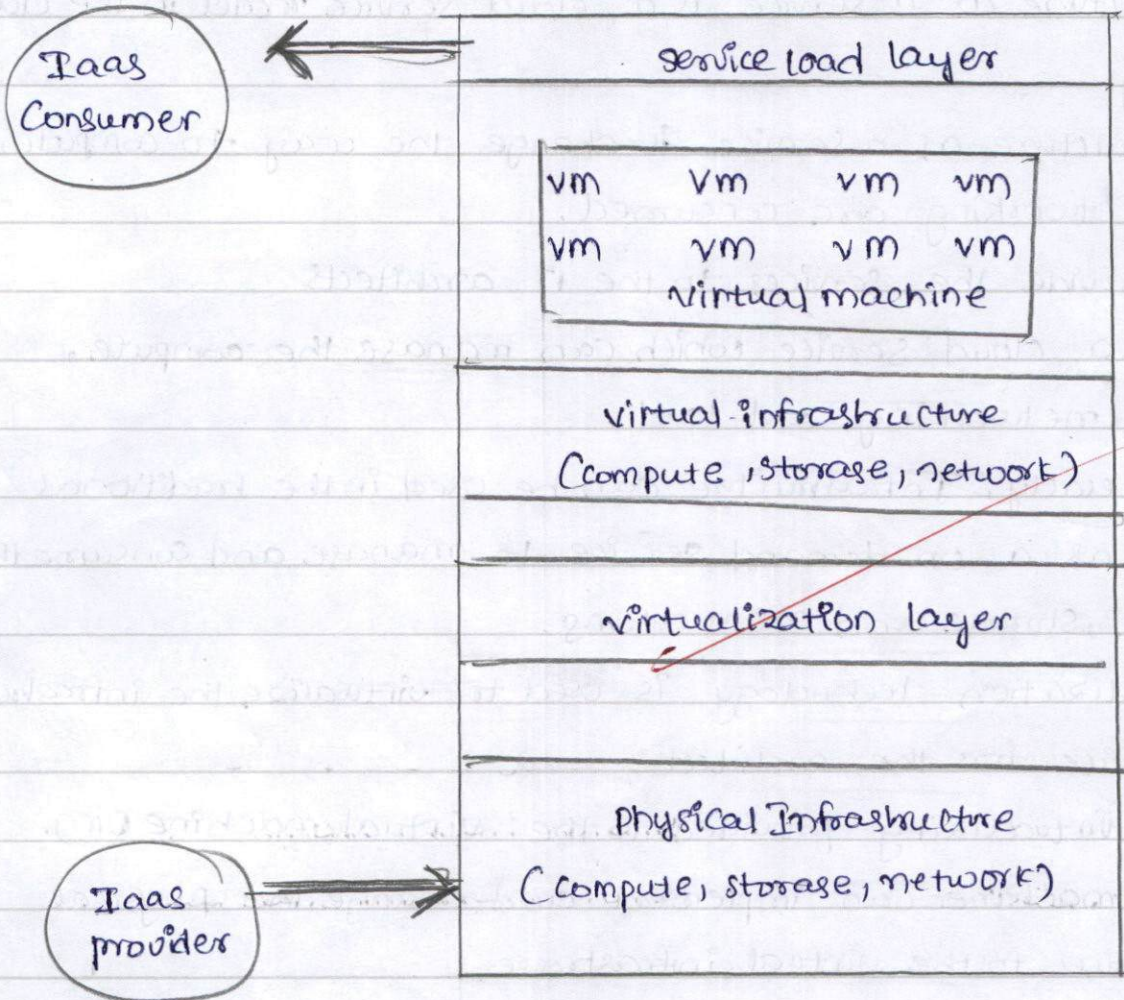 Iaas
Consumer
service load layer
vm vm vm vm
vm vm vm vm
virtual machine
virtual infrastructure
(compute, storage, network)
virtualization layer
physical Infrastructure
(compute, storage, network)
Iaas
provider